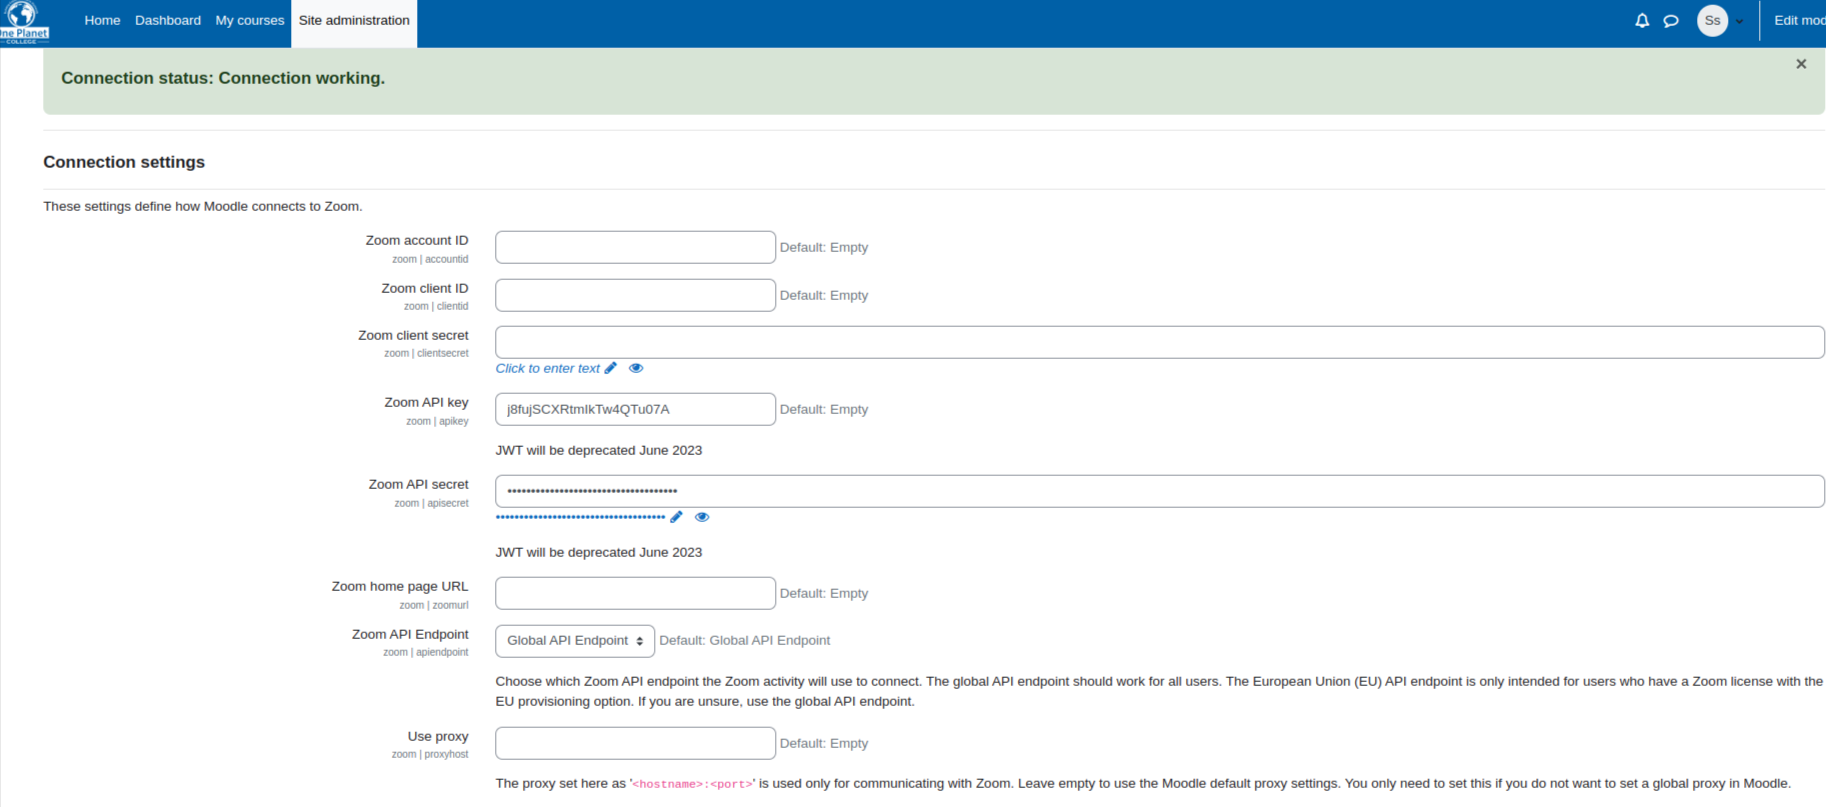 Home Dashboard My courses Site administration Ss Edit mod
ne Planet
COLLEGE
Connection status: Connection working. ×
Connection settings
These settings define how Moodle connects to Zoom.
Zoom account ID Default: Empty
zoom | accountid
Zoom client ID Default: Empty
zoom | clientid
Zoom client secret
zoom | clientsecret
Click to enter text
Zoom API key j8fujSCXRtmIkTw4QTu07A Default: Empty
zoom | apikey
JWT will be deprecated June 2023
Zoom API secret ••••••••••••••••••••••••••••••••••••
zoom | apisecret
••••••••••••••••••••••••••••••••••••
JWT will be deprecated June 2023
Zoom home page URL Default: Empty
zoom | zoomurl
Zoom API Endpoint Global API Endpoint Default: Global API Endpoint
zoom | apiendpoint
Choose which Zoom API endpoint the Zoom activity will use to connect. The global API endpoint should work for all users. The European Union (EU) API endpoint is only intended for users who have a Zoom license with the
EU provisioning option. If you are unsure, use the global API endpoint.
Use proxy Default: Empty
zoom | proxyhost
The proxy set here as '<hostname>:<port>' is used only for communicating with Zoom. Leave empty to use the Moodle default proxy settings. You only need to set this if you do not want to set a global proxy in Moodle.